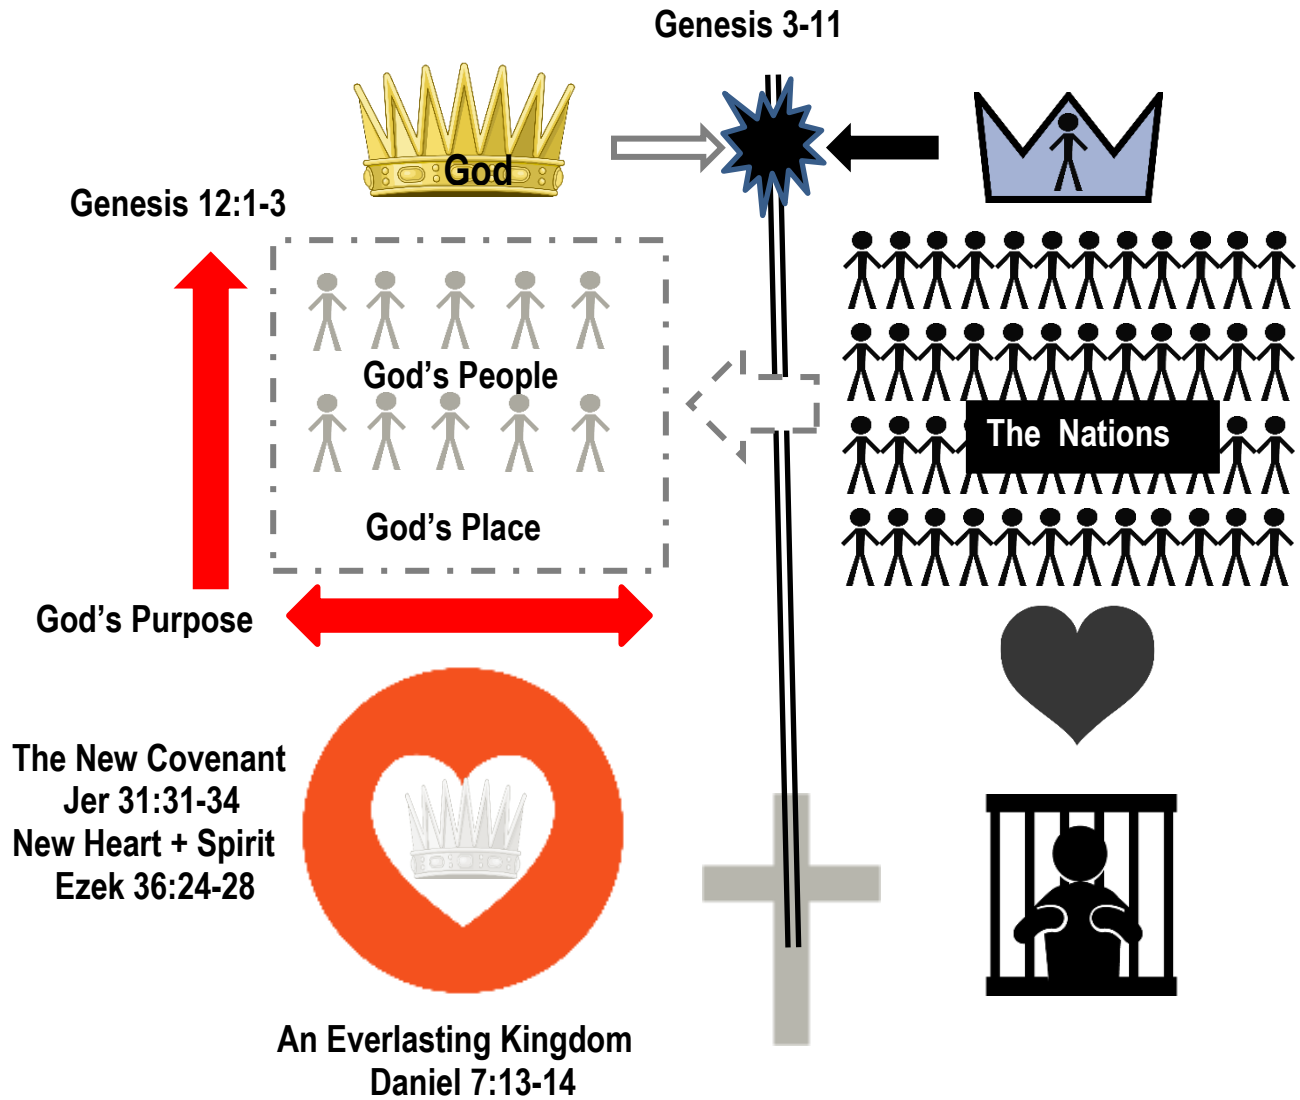 Genesis 3-11
God
Genesis 12:1-3
God’s People
The Nations
God’s Place
God’s Purpose
The New Covenant
Jer 31:31-34
New Heart + Spirit
Ezek 36:24-28
An Everlasting Kingdom
Daniel 7:13-14